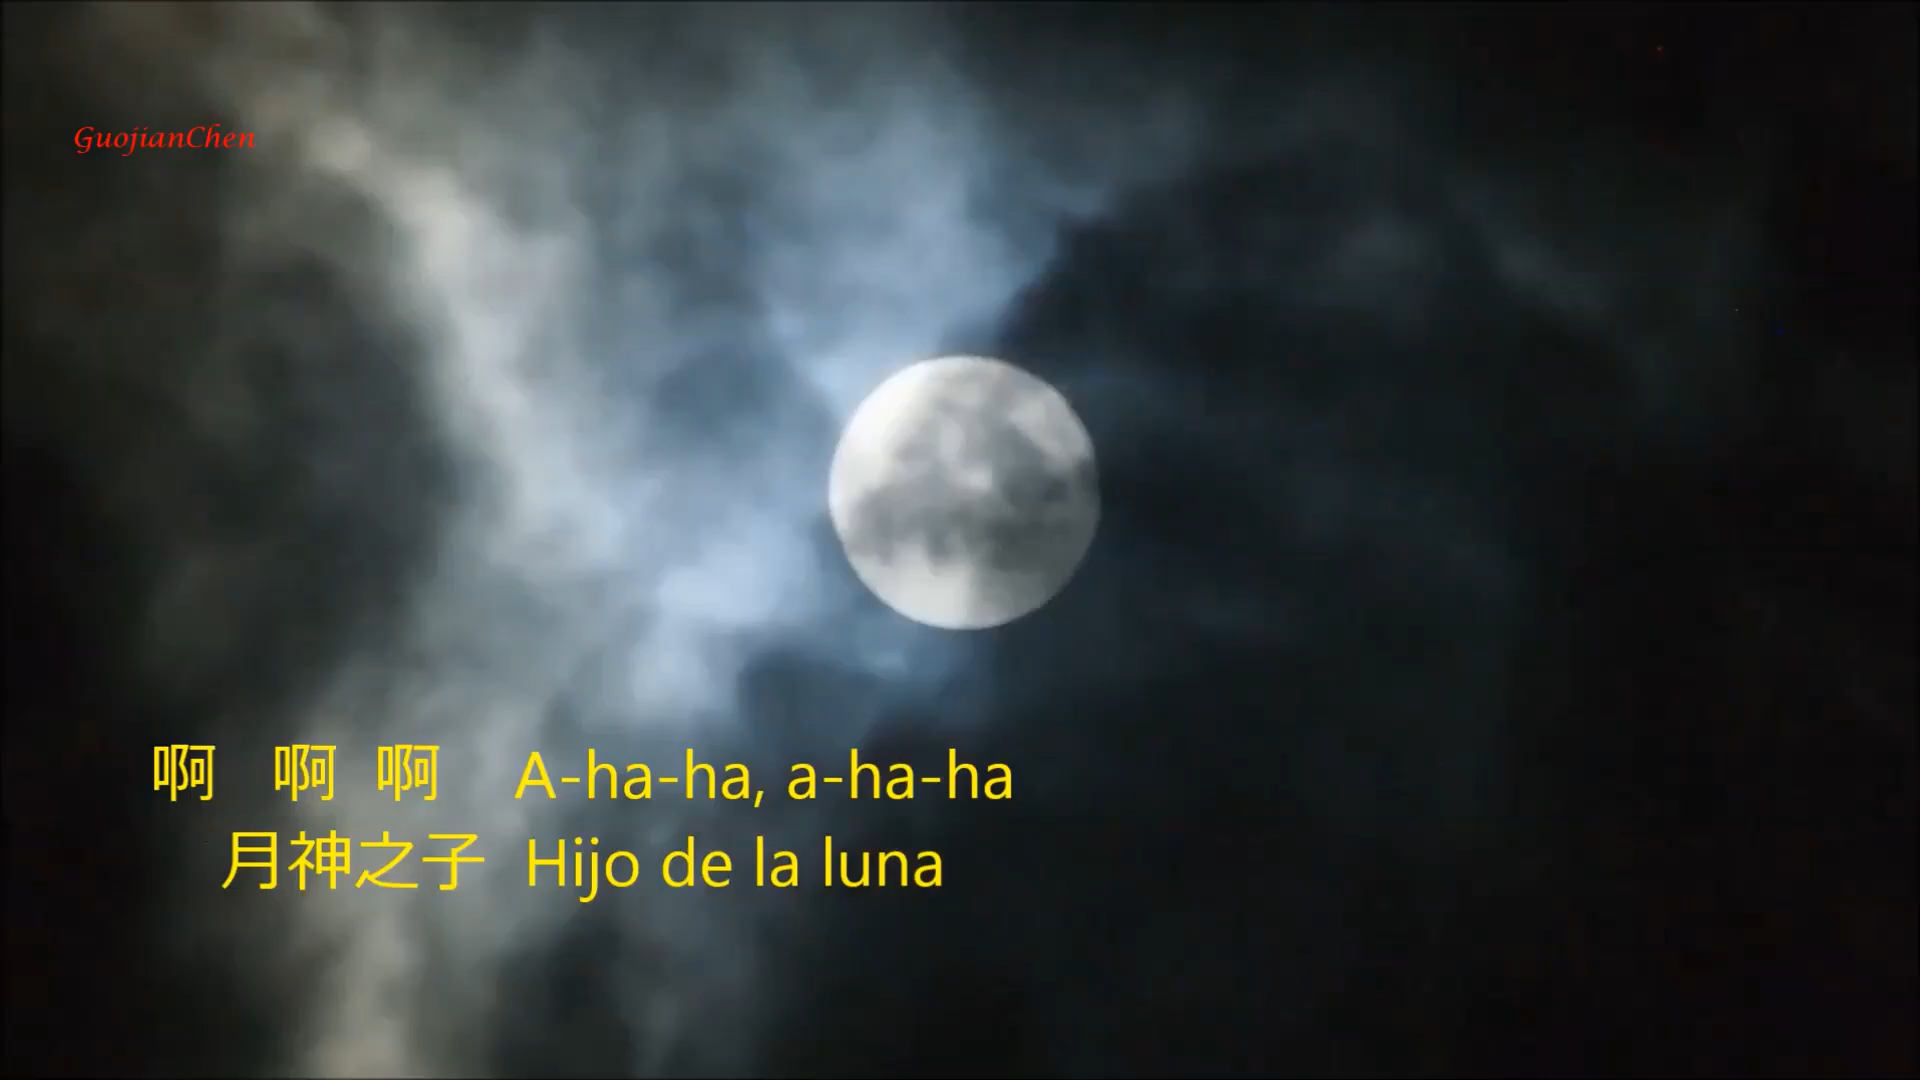 GuojianChen
啊 啊 啊 A-ha-ha, a-ha-ha
月神之子 Hijo de la luna